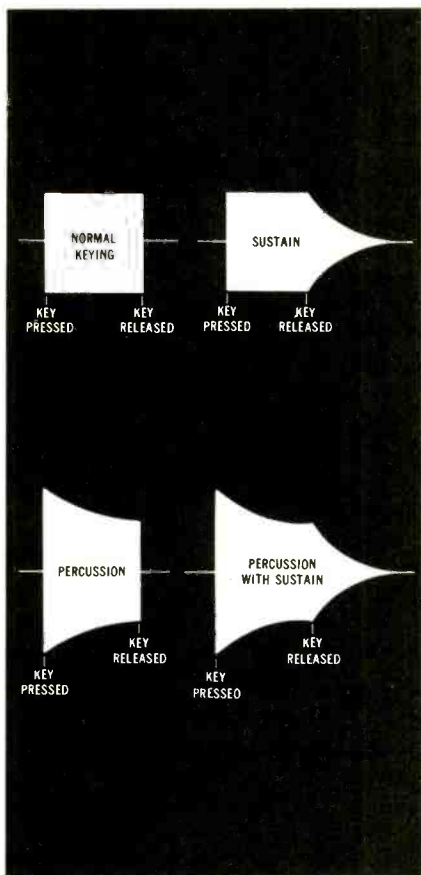 NORMAL
KEYING
KEY
PRESSED
KEY
RELEASED
SUSTAIN
KEY
PRESSED
KEY
RELEASED
PERCUSSION
KEY
PRESSED
KEY
RELEASED
PERCUSSION
WITH SUSTAIN
KEY
PRESSED
KEY
RELEASED